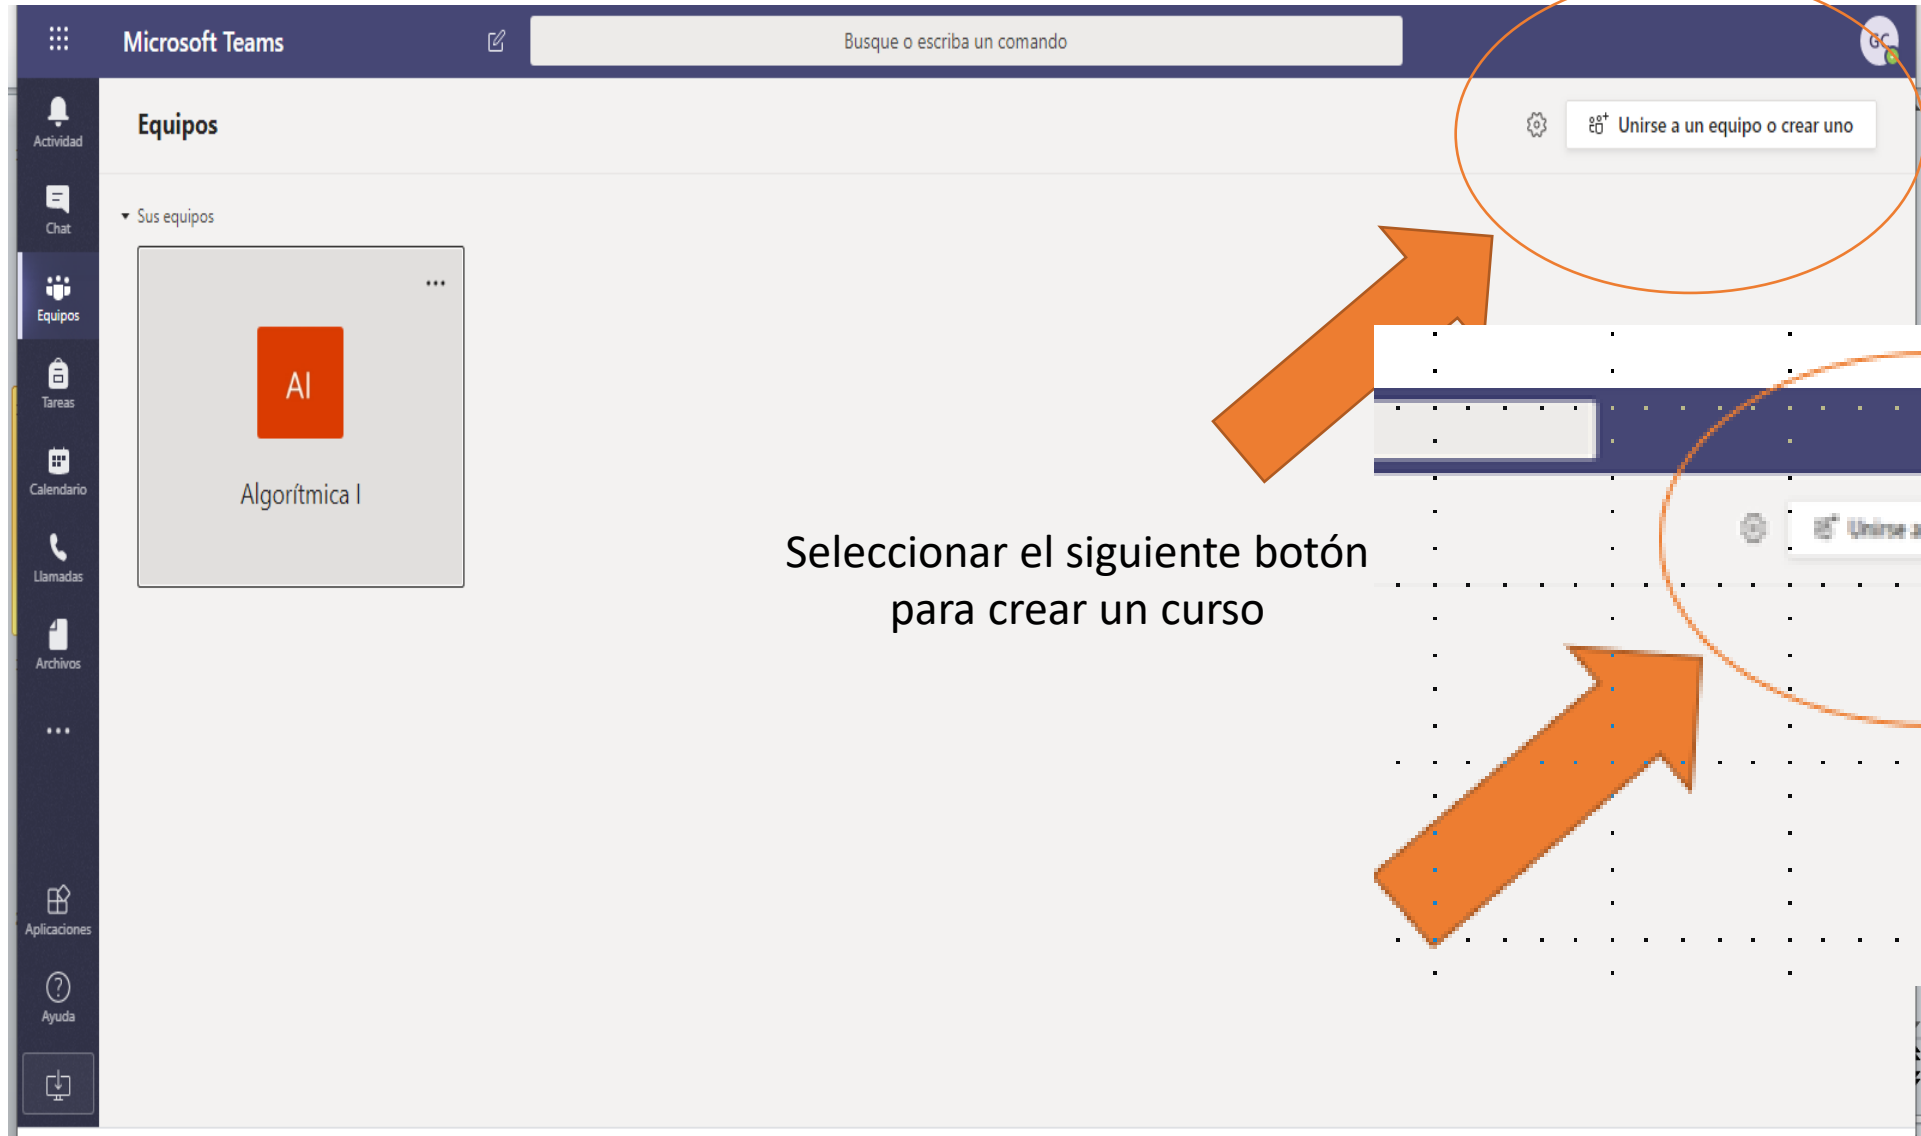 Microsoft Teams
Busque o escriba un comando
GC
Actividad
Equipos
Unirse a un equipo o crear uno
Chat
Sus equipos
Equipos
Tareas
AI
Calendario
Algorítmica I
Llamadas
Unirse a
Seleccionar el siguiente botón
para crear un curso
Archivos
Aplicaciones
Ayuda